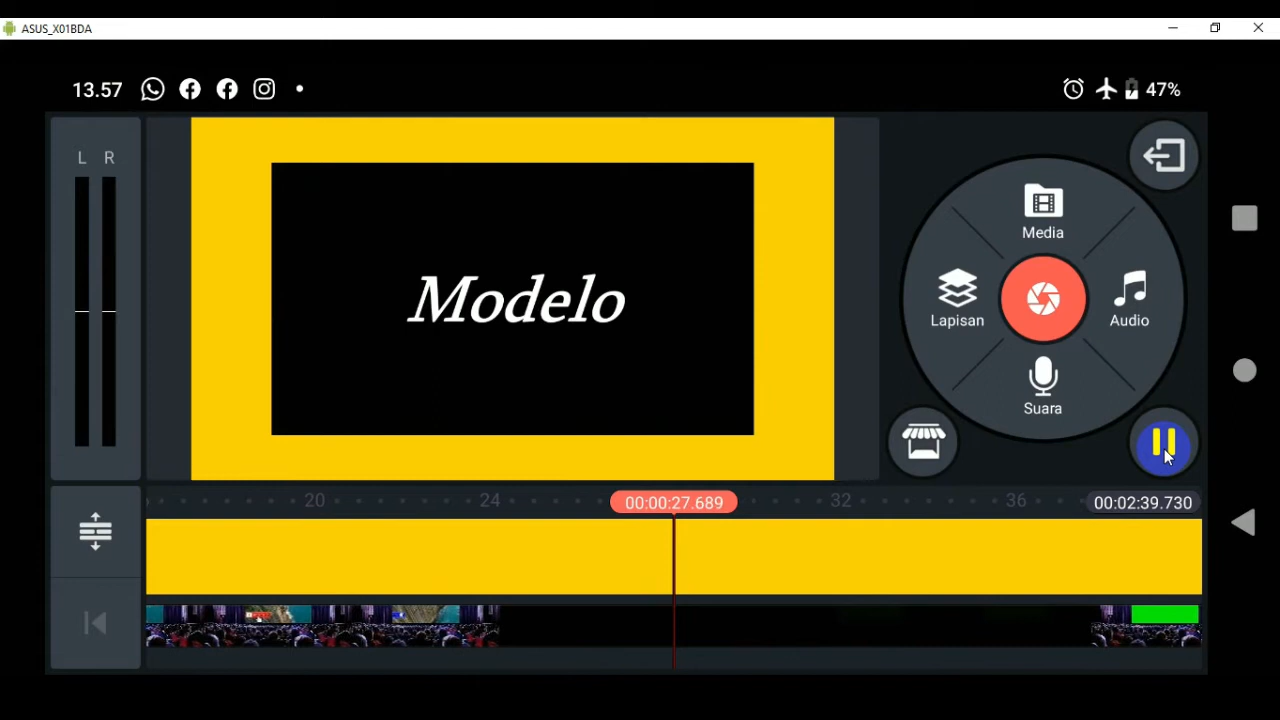 ASUS_X01BDA
13.57
47%
L R
Modelo
Media
Lapisan
Audio
Suara
20
24
00:00:27.689
32
36
00:02:39.730